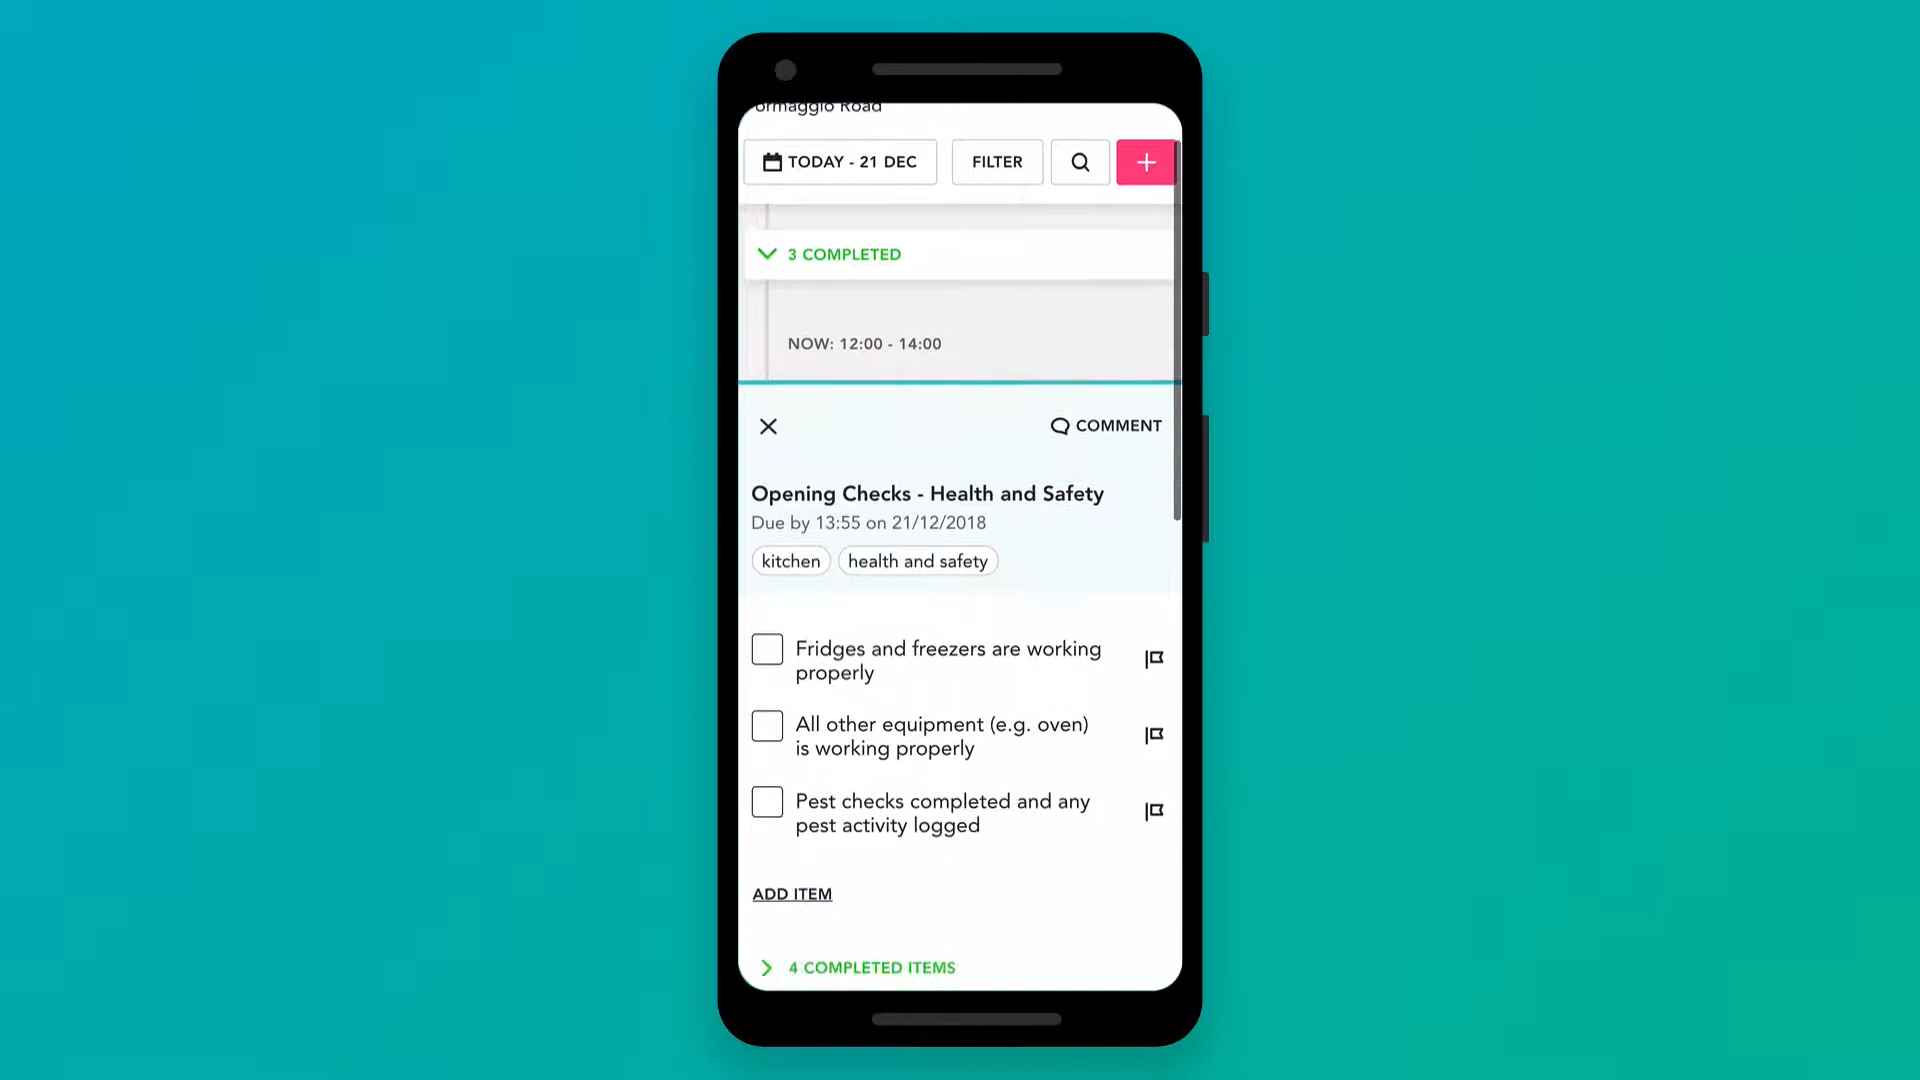 ormaggio Road
TODAY - 21 DEC FILTER
3 COMPLETED
NOW: 12:00 - 14:00
COMMENT
Opening Checks - Health and Safety
Due by 13:55 on 21/12/2018
kitchen health and safety
Fridges and freezers are working
properly
All other equipment (e.g. oven)
is working properly
Pest checks completed and any
pest activity logged
ADD ITEM
4 COMPLETED ITEMS